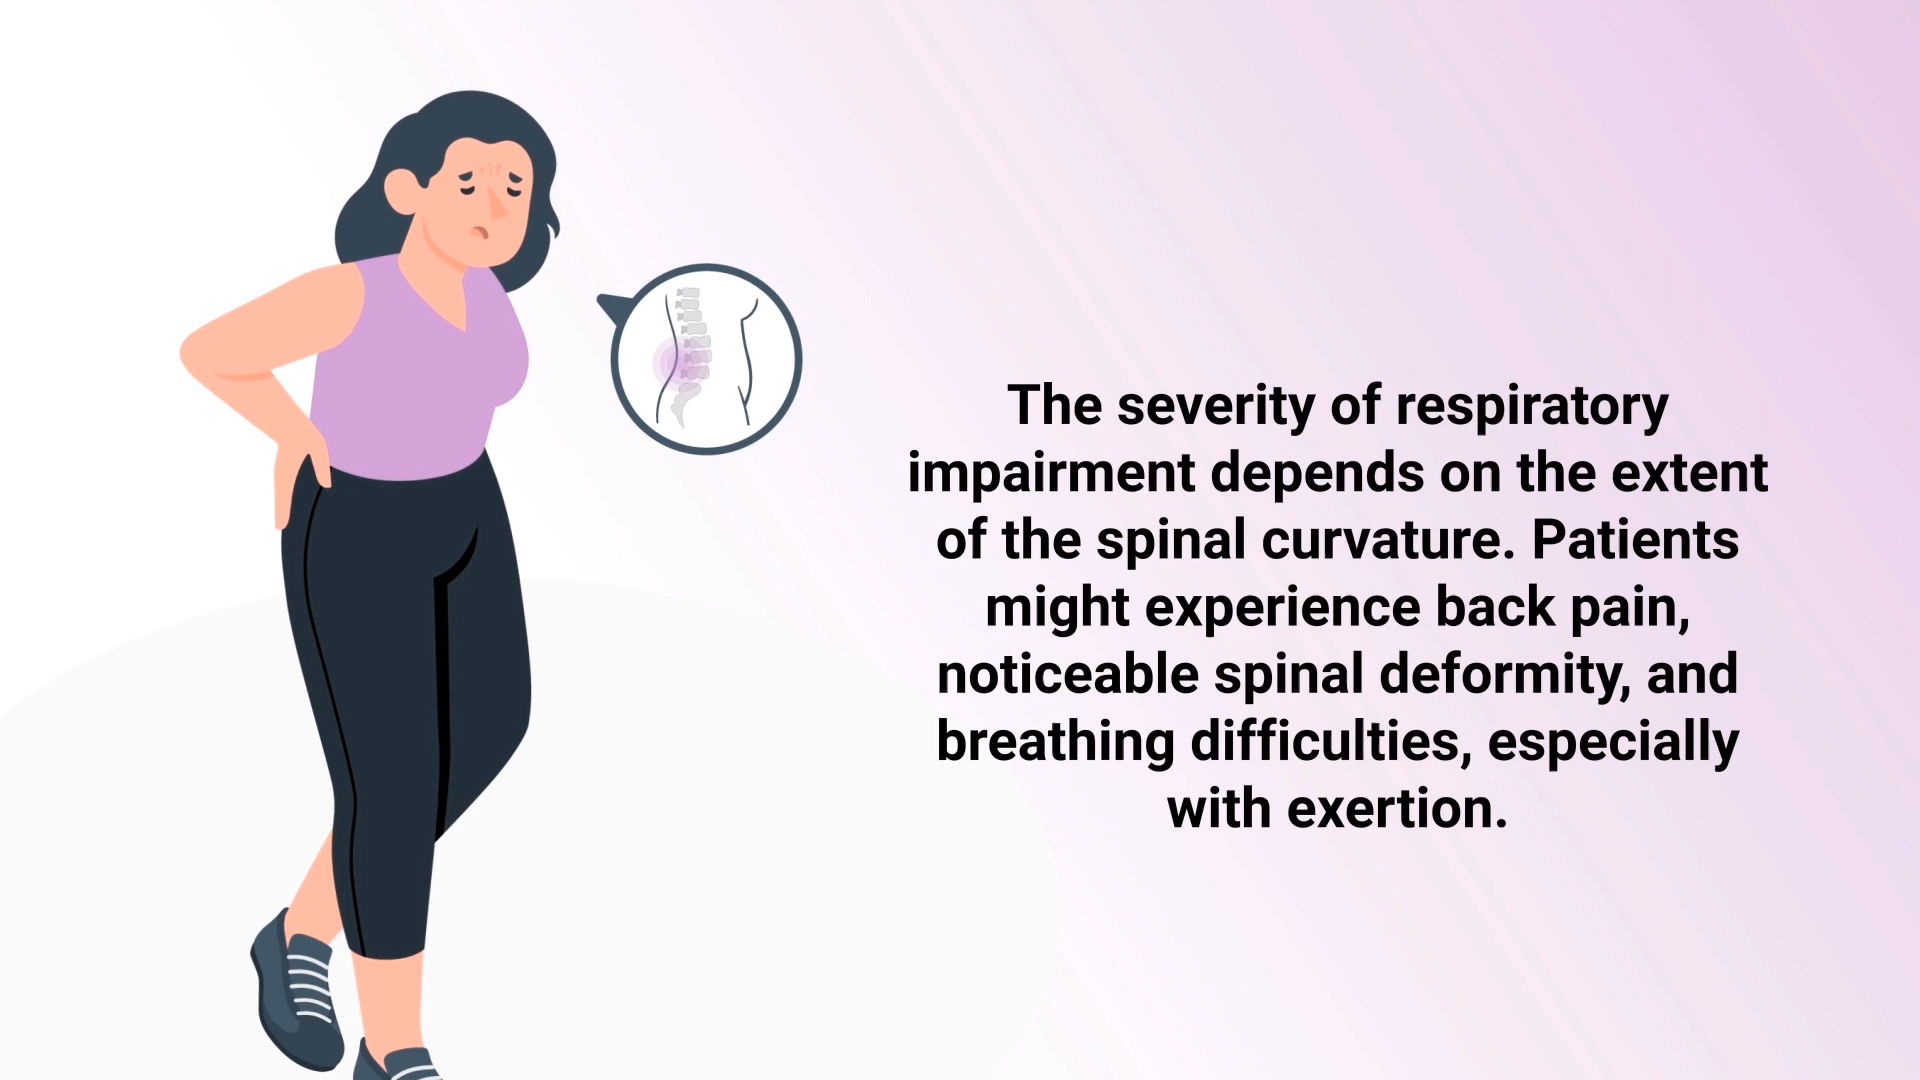 The severity of respiratory
impairment depends on the extent
of the spinal curvature. Patients
might experience back pain,
noticeable spinal deformity, and
breathing difficulties, especially
with exertion.